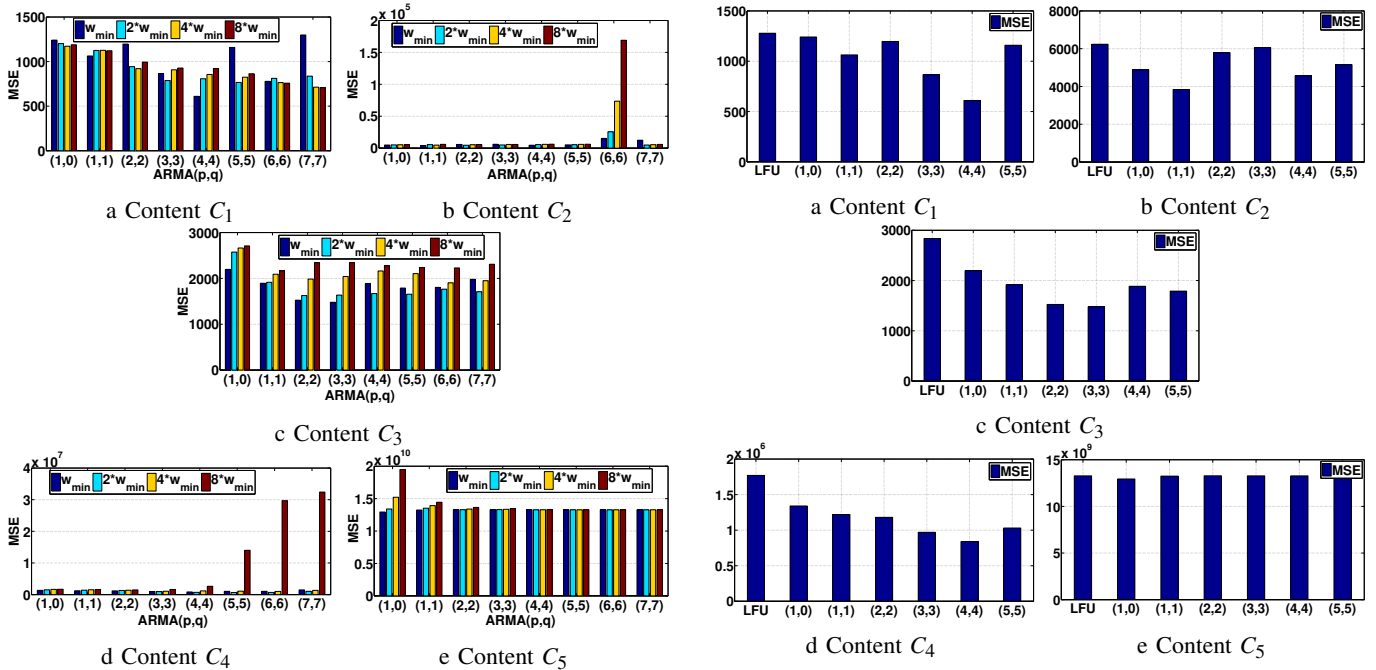 w_min 2*w_min 4*w_min 8*w_min
1500
1000
500
0
MSE
(1,0) (1,1) (2,2) (3,3) (4,4) (5,5) (6,6) (7,7)
ARMA(p,q)
a Content C_1
x 10^5
w_min 2*w_min 4*w_min 8*w_min
2
1.5
1
0.5
0
MSE
(1,0) (1,1) (2,2) (3,3) (4,4) (5,5) (6,6) (7,7)
ARMA(p,q)
b Content C_2
w_min 2*w_min 4*w_min 8*w_min
3000
2000
1000
0
MSE
(1,0) (1,1) (2,2) (3,3) (4,4) (5,5) (6,6) (7,7)
ARMA(p,q)
c Content C_3
x 10^7
w_min 2*w_min 4*w_min 8*w_min
4
3
2
1
0
MSE
(1,0) (1,1) (2,2) (3,3) (4,4) (5,5) (6,6) (7,7)
ARMA(p,q)
d Content C_4
x 10^10
w_min 2*w_min 4*w_min 8*w_min
2
1.5
1
0.5
0
MSE
(1,0) (1,1) (2,2) (3,3) (4,4) (5,5) (6,6) (7,7)
ARMA(p,q)
e Content C_5
MSE
1500
1000
500
0
LFU (1,0) (1,1) (2,2) (3,3) (4,4) (5,5)
a Content C_1
MSE
8000
6000
4000
2000
0
LFU (1,0) (1,1) (2,2) (3,3) (4,4) (5,5)
b Content C_2
MSE
3000
2000
1000
0
LFU (1,0) (1,1) (2,2) (3,3) (4,4) (5,5)
c Content C_3
x 10^6
MSE
2
1.5
1
0.5
0
LFU (1,0) (1,1) (2,2) (3,3) (4,4) (5,5)
d Content C_4
x 10^9
MSE
15
10
5
0
LFU (1,0) (1,1) (2,2) (3,3) (4,4) (5,5)
e Content C_5